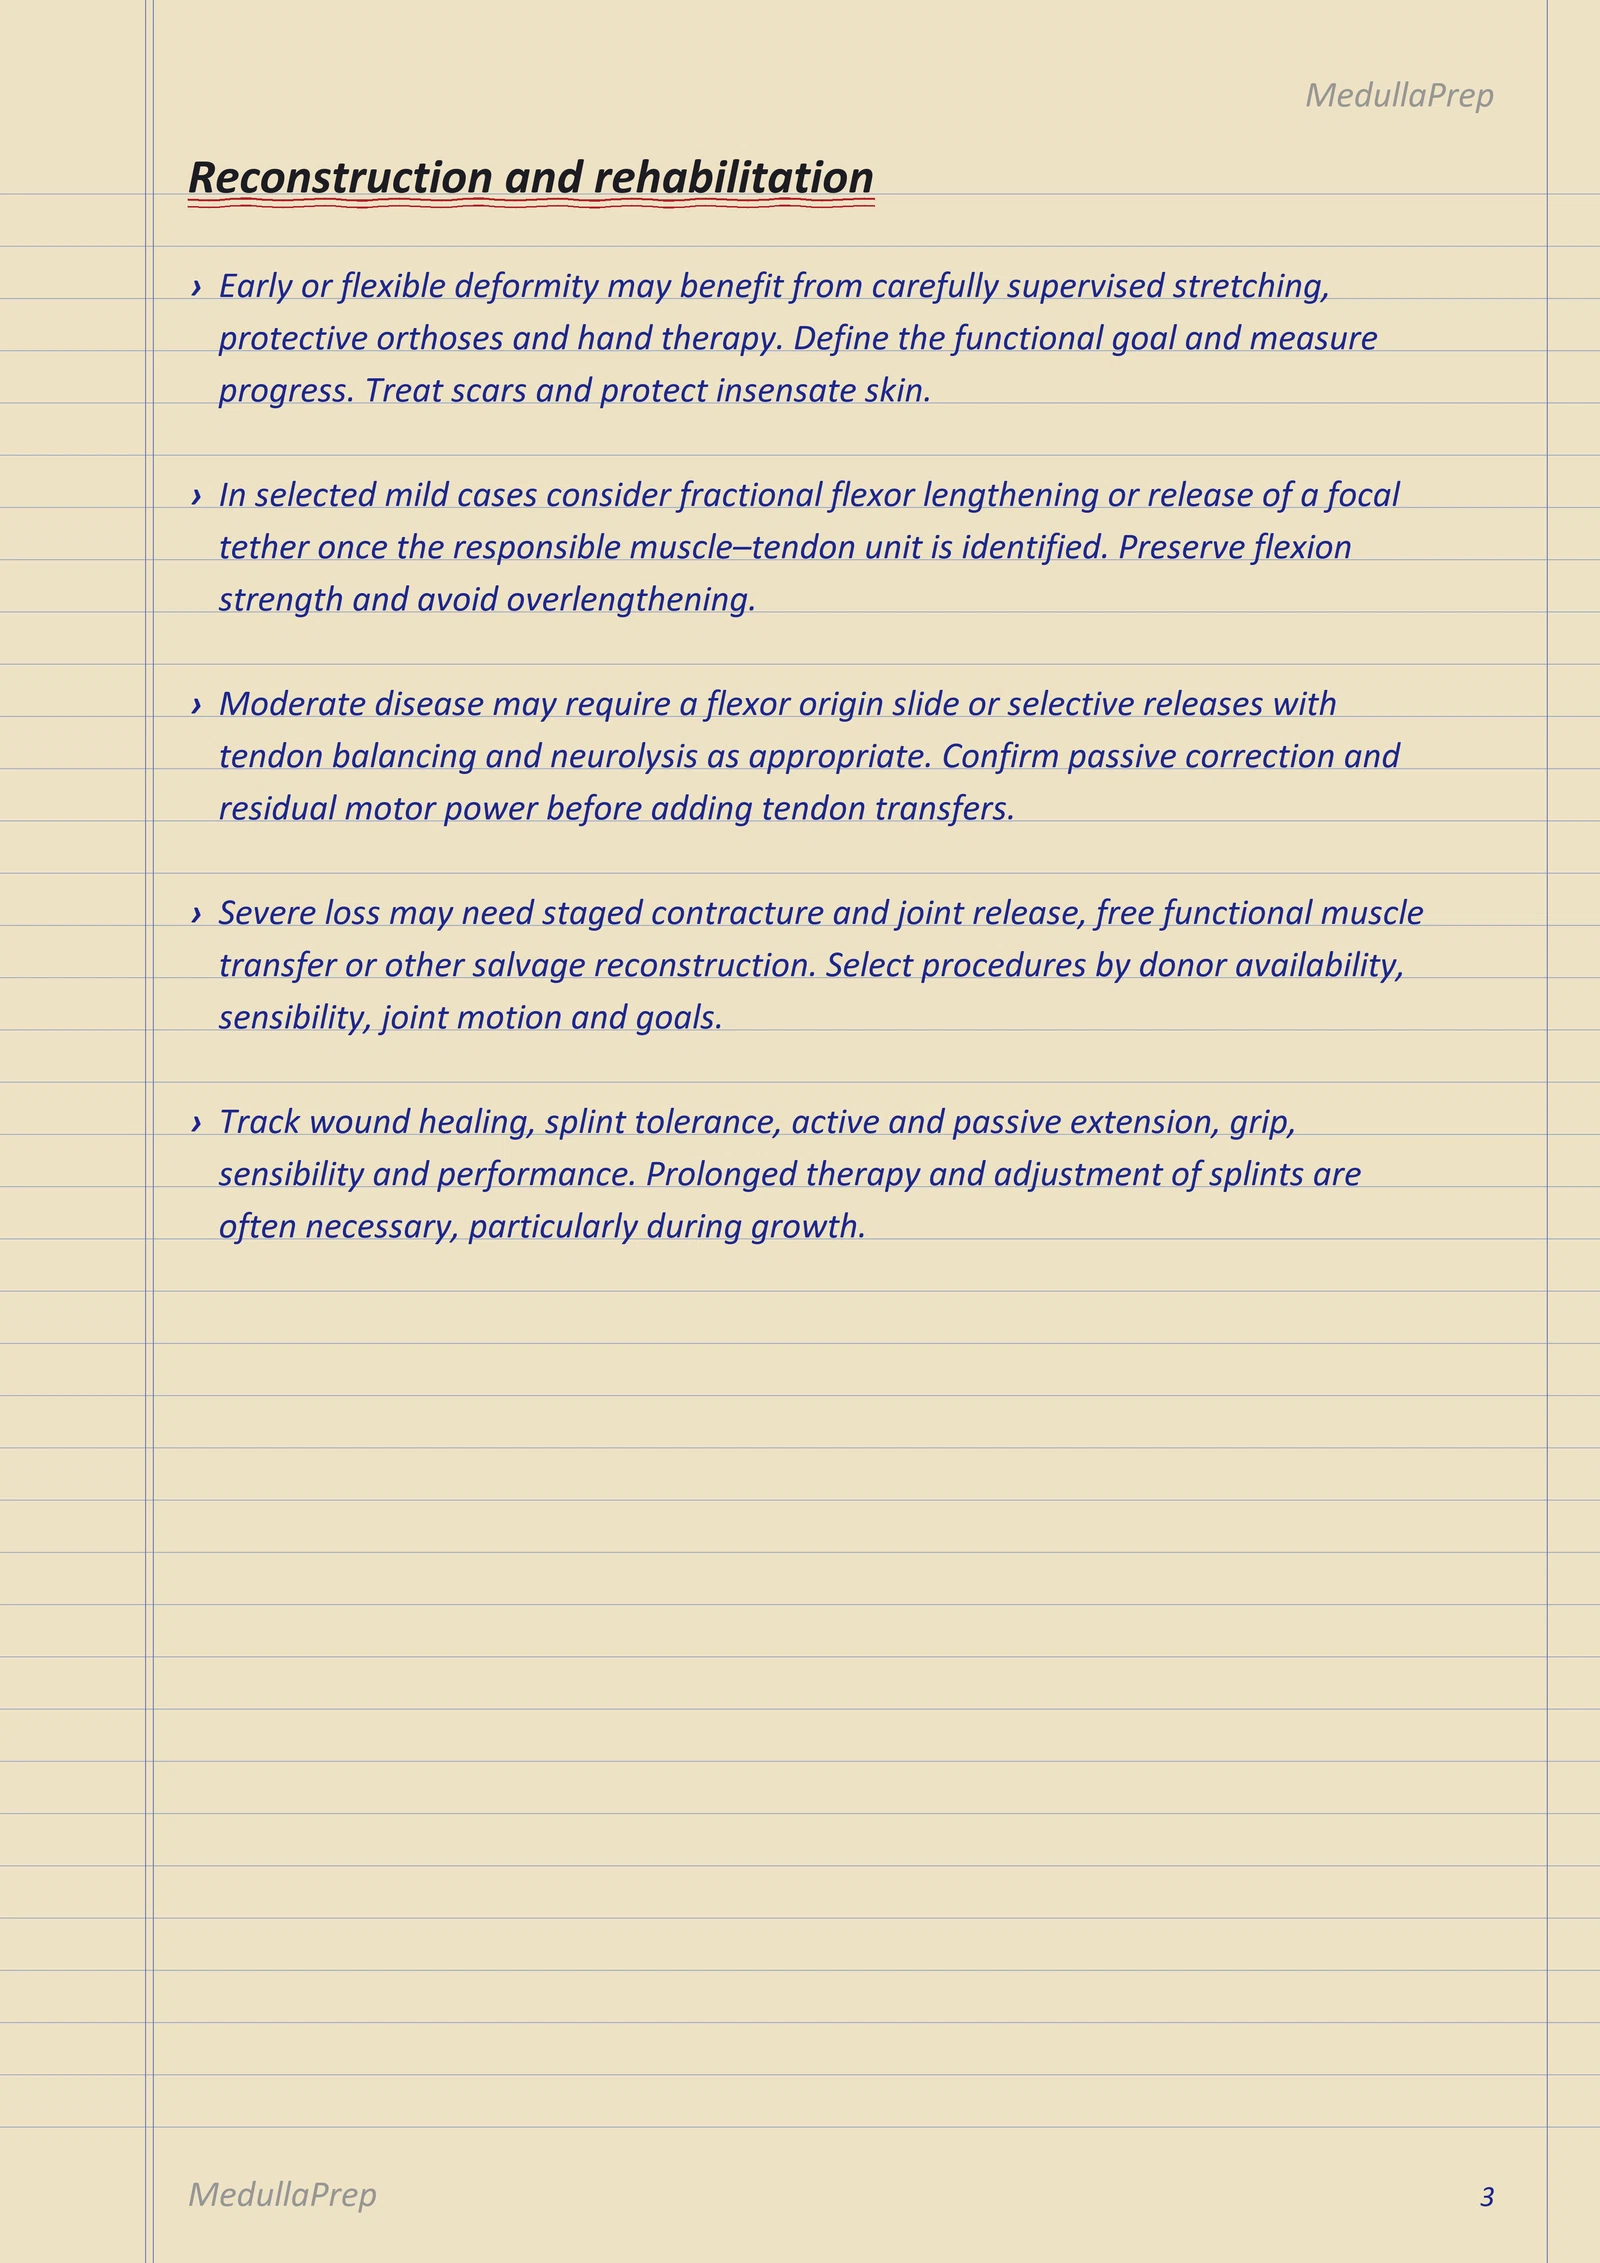 MedullaPrep
Reconstruction and rehabilitation
› Early or flexible deformity may benefit from carefully supervised stretching,
protective orthoses and hand therapy. Define the functional goal and measure
progress. Treat scars and protect insensate skin.
› In selected mild cases consider fractional flexor lengthening or release of a focal
tether once the responsible muscle–tendon unit is identified. Preserve flexion
strength and avoid overlengthening.
› Moderate disease may require a flexor origin slide or selective releases with
tendon balancing and neurolysis as appropriate. Confirm passive correction and
residual motor power before adding tendon transfers.
› Severe loss may need staged contracture and joint release, free functional muscle
transfer or other salvage reconstruction. Select procedures by donor availability,
sensibility, joint motion and goals.
› Track wound healing, splint tolerance, active and passive extension, grip,
sensibility and performance. Prolonged therapy and adjustment of splints are
often necessary, particularly during growth.
MedullaPrep
3